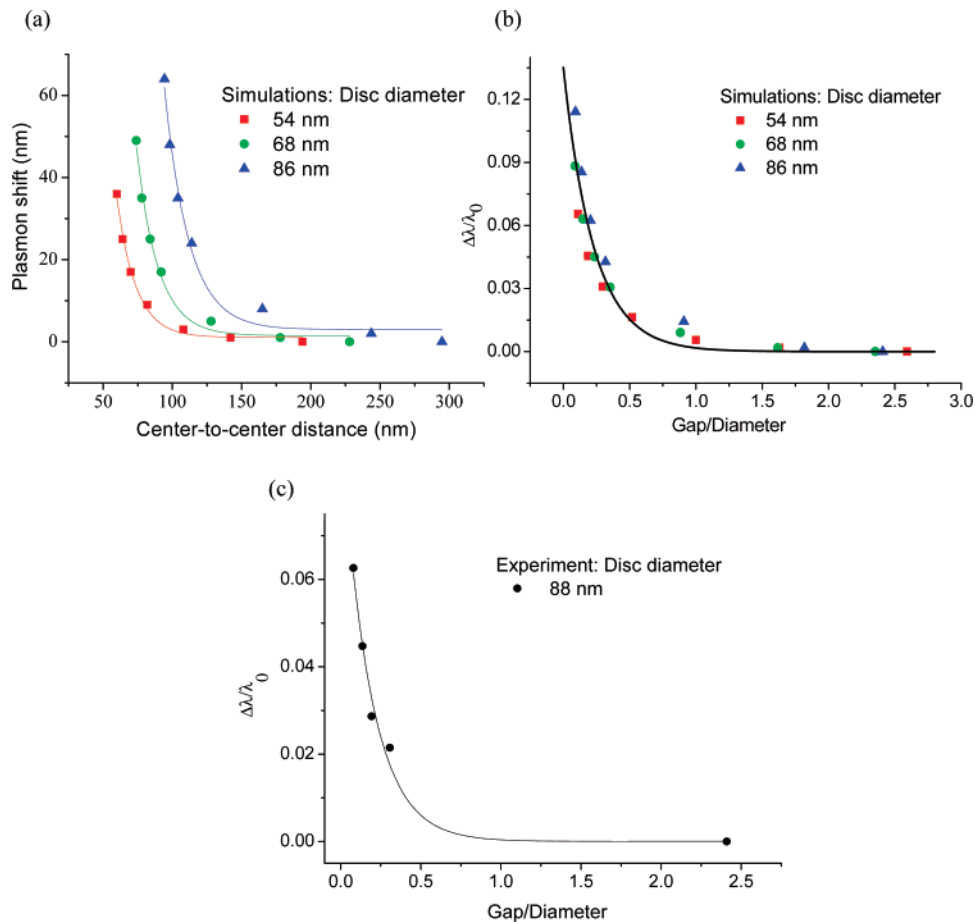 (a)
Plasmon shift (nm)
60
40
20
0
Simulations: Disc diameter
54 nm
68 nm
86 nm
50 100 150 200 250 300
Center-to-center distance (nm)
(b)
Δλ/λ0
0.12
0.09
0.06
0.03
0.00
Simulations: Disc diameter
54 nm
68 nm
86 nm
0.0 0.5 1.0 1.5 2.0 2.5 3.0
Gap/Diameter
(c)
Δλ/λ0
0.06
0.04
0.02
0.00
Experiment: Disc diameter
88 nm
0.0 0.5 1.0 1.5 2.0 2.5
Gap/Diameter